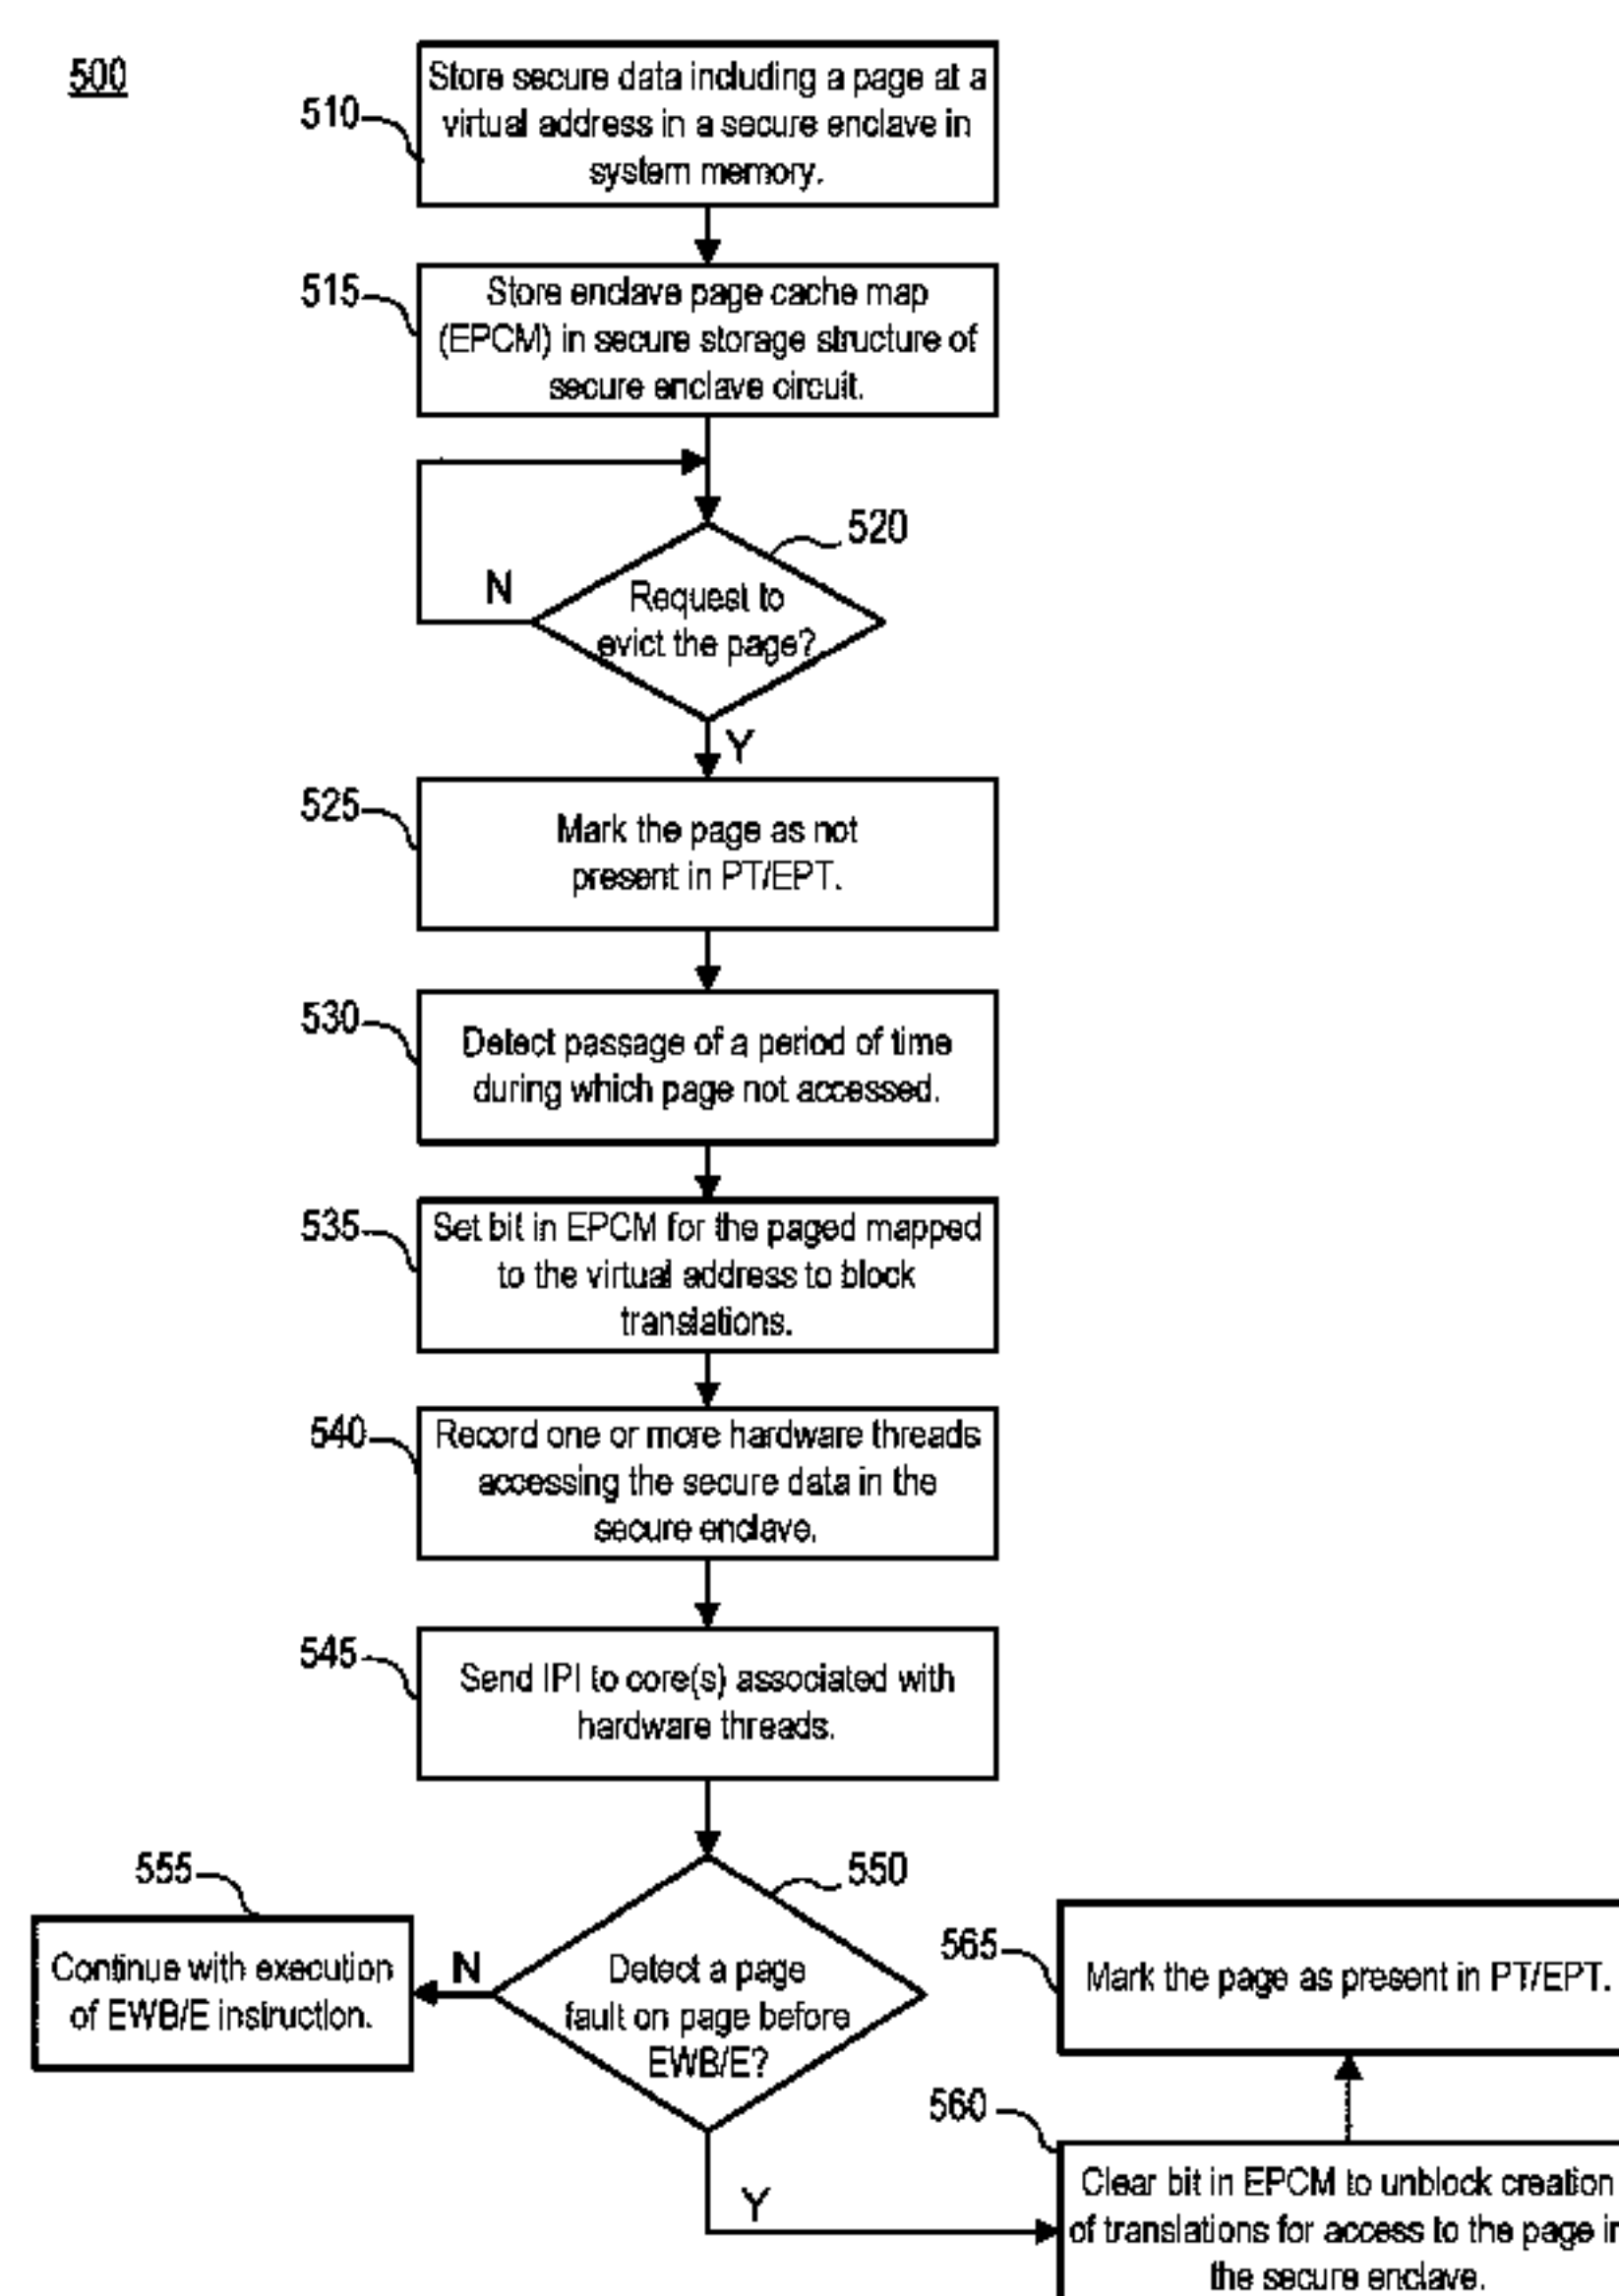 500
510
Store secure data including a page at a
virtual address in a secure enclave in
system memory.
515
Store enclave page cache map
(EPCM) in secure storage structure of
secure enclave circuit.
520
N
Request to
evict the page?
Y
525
Mark the page as not
present in PT/EPT.
530
Detect passage of a period of time
during which page not accessed.
535
Set bit in EPCM for the paged mapped
to the virtual address to block
translations.
540
Record one or more hardware threads
accessing the secure data in the
secure enclave.
545
Send IPI to core(s) associated with
hardware threads.
555
Continue with execution
of EWB/E instruction.
N
550
Detect a page
fault on page before
EWB/E?
Y
565
Mark the page as present in PT/EPT.
560
Clear bit in EPCM to unblock creation
of translations for access to the page in
the secure enclave.